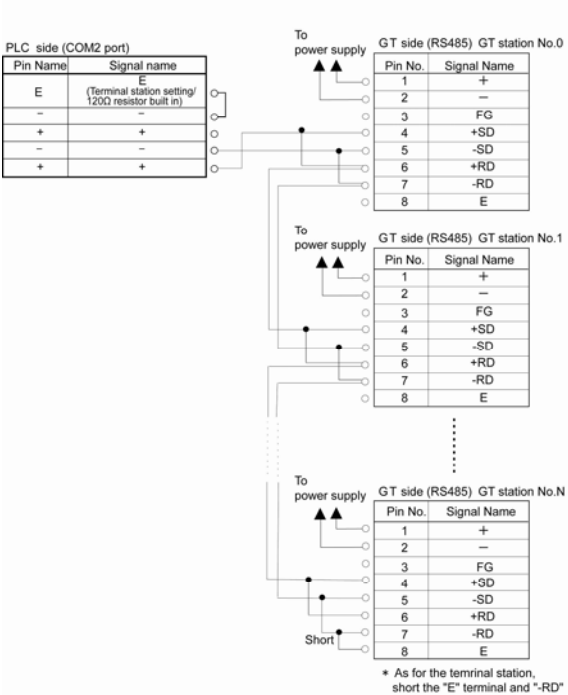 PLC side (COM2 port)
Pin Name Signal name
E E
(Terminal station setting/
120Ω resistor built in)
− −
+ +
− −
+ +
To
power supply
GT side (RS485) GT station No.0
Pin No. Signal Name
1 +
2 −
3 FG
4 +SD
5 -SD
6 +RD
7 -RD
8 E
To
power supply
GT side (RS485) GT station No.1
Pin No. Signal Name
1 +
2 −
3 FG
4 +SD
5 -SD
6 +RD
7 -RD
8 E
To
power supply
GT side (RS485) GT station No.N
Pin No. Signal Name
1 +
2 −
3 FG
4 +SD
5 -SD
6 +RD
7 -RD
8 E
Short
* As for the temrinal station,
short the "E" terminal and "-RD"